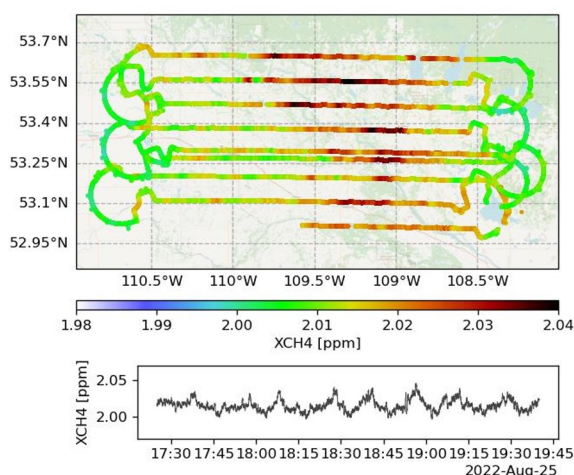 53.7°N
53.55°N
53.4°N
53.25°N
53.1°N
52.95°N
110.5°W 110°W 109.5°W 109°W 108.5°W
1.98 1.99 2.00 2.01 2.02 2.03 2.04
XCH4 [ppm]
XCH4 [ppm]
2.05
2.00
17:30 17:45 18:00 18:15 18:30 18:45 19:00 19:15 19:30 19:45
2022-Aug-25